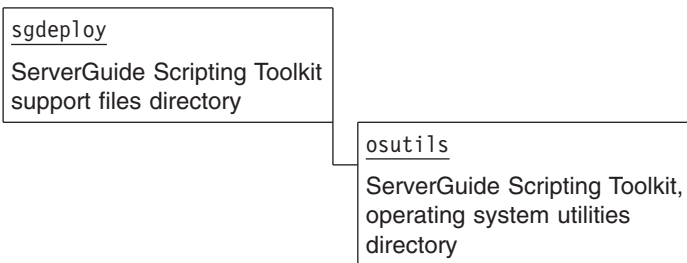 sgdeploy
ServerGuide Scripting Toolkit
support files directory
osutils
ServerGuide Scripting Toolkit,
operating system utilities
directory